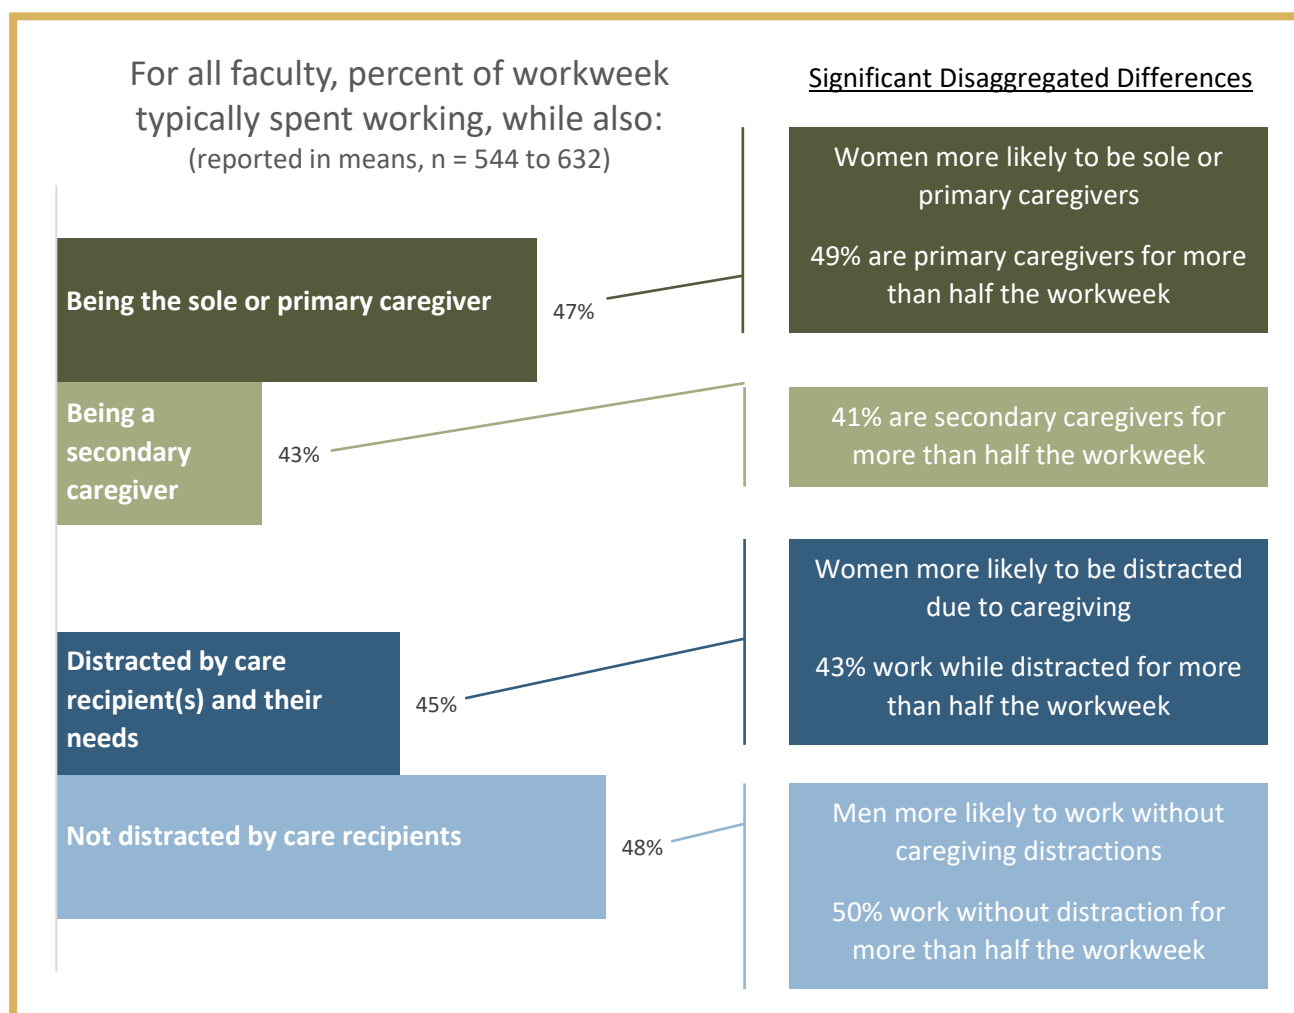 For all faculty, percent of workweek
typically spent working, while also:
(reported in means, n = 544 to 632)
Being the sole or primary caregiver
47%
Being a
secondary
caregiver
43%
Distracted by care
recipient(s) and their
needs
45%
Not distracted by care recipients
48%
Significant Disaggregated Differences
Women more likely to be sole or
primary caregivers
49% are primary caregivers for more
than half the workweek
41% are secondary caregivers for
more than half the workweek
Women more likely to be distracted
due to caregiving
43% work while distracted for more
than half the workweek
Men more likely to work without
caregiving distractions
50% work without distraction for
more than half the workweek